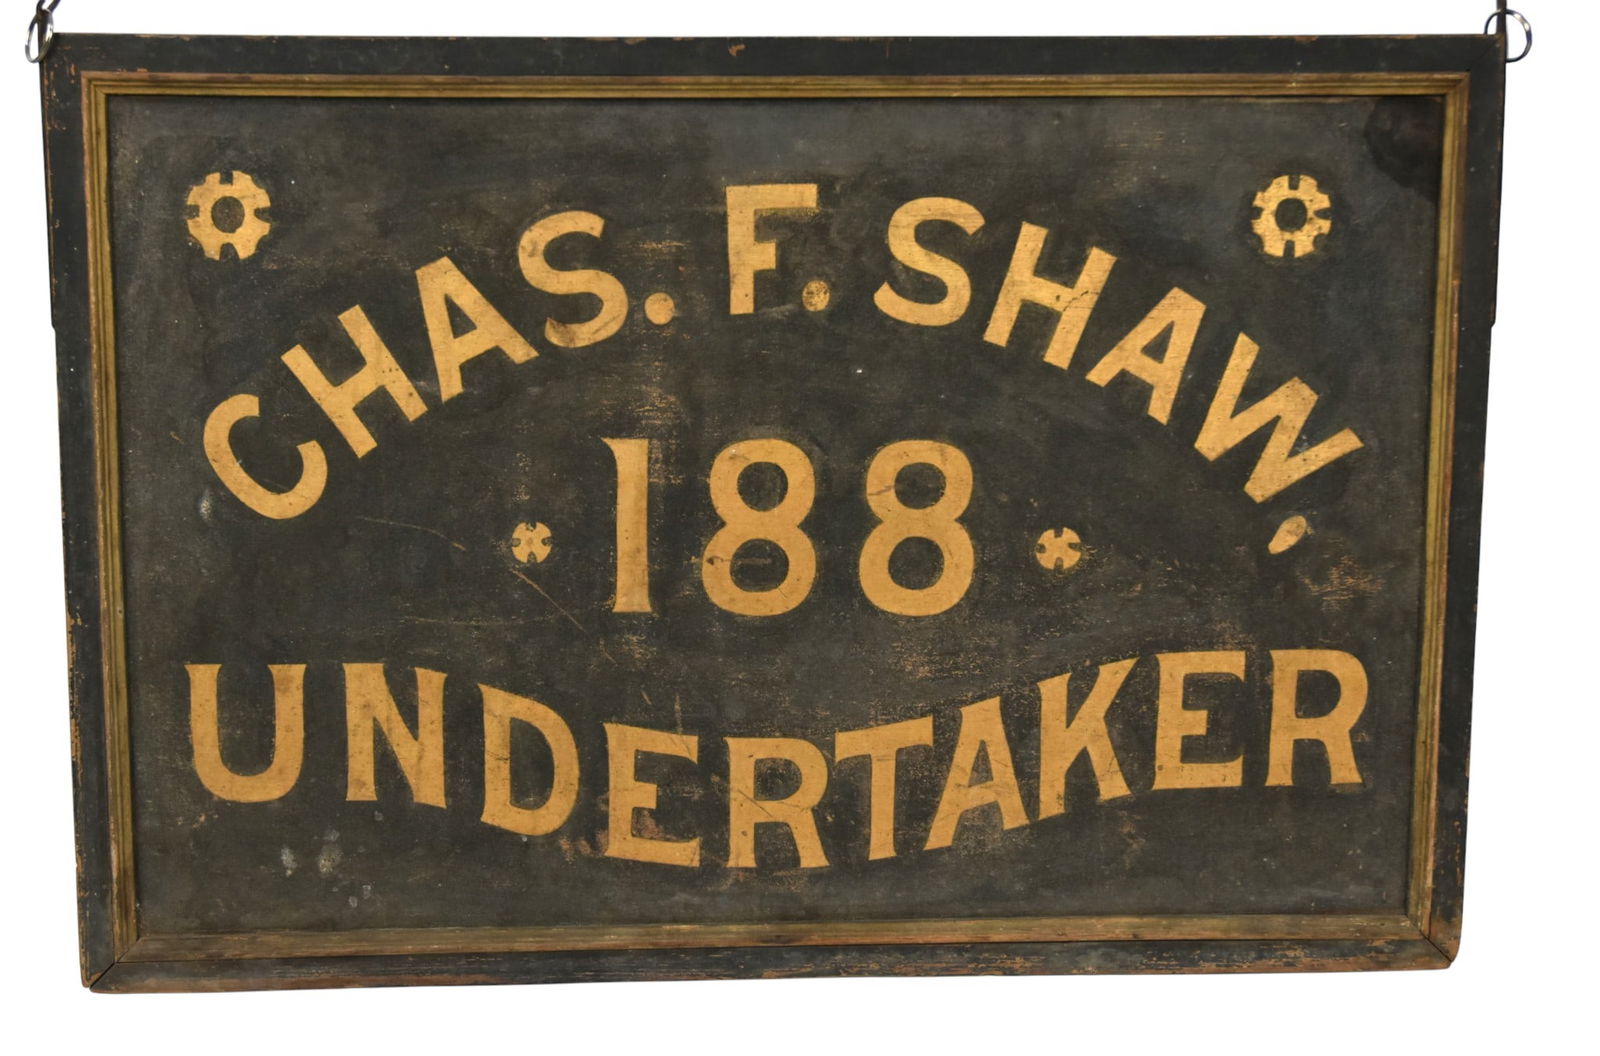 CHAS. F. SHAW.
188
UNDERTAKER